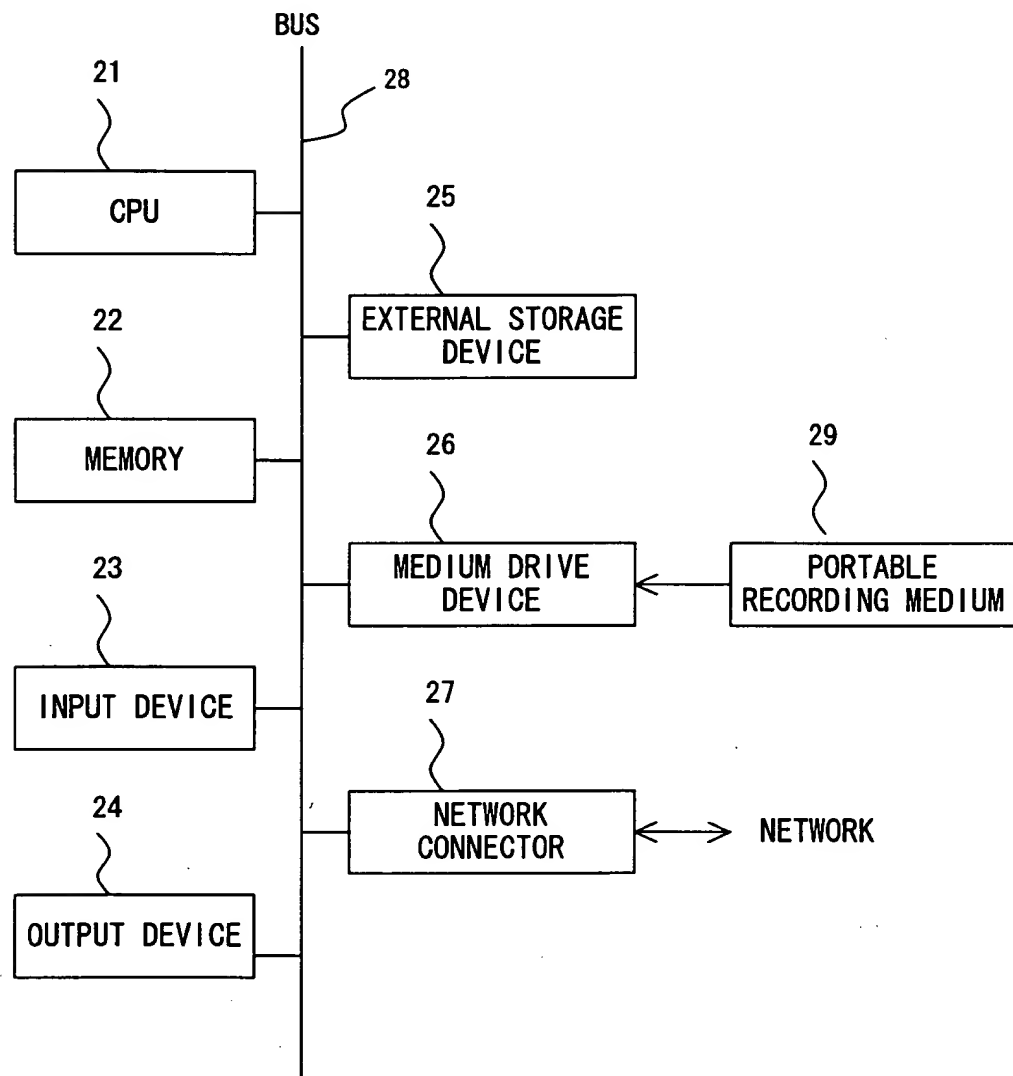 BUS
21
28
CPU
25
EXTERNAL STORAGE
DEVICE
22
MEMORY
26
29
MEDIUM DRIVE
DEVICE
PORTABLE
RECORDING MEDIUM
23
INPUT DEVICE
27
NETWORK
CONNECTOR
NETWORK
24
OUTPUT DEVICE